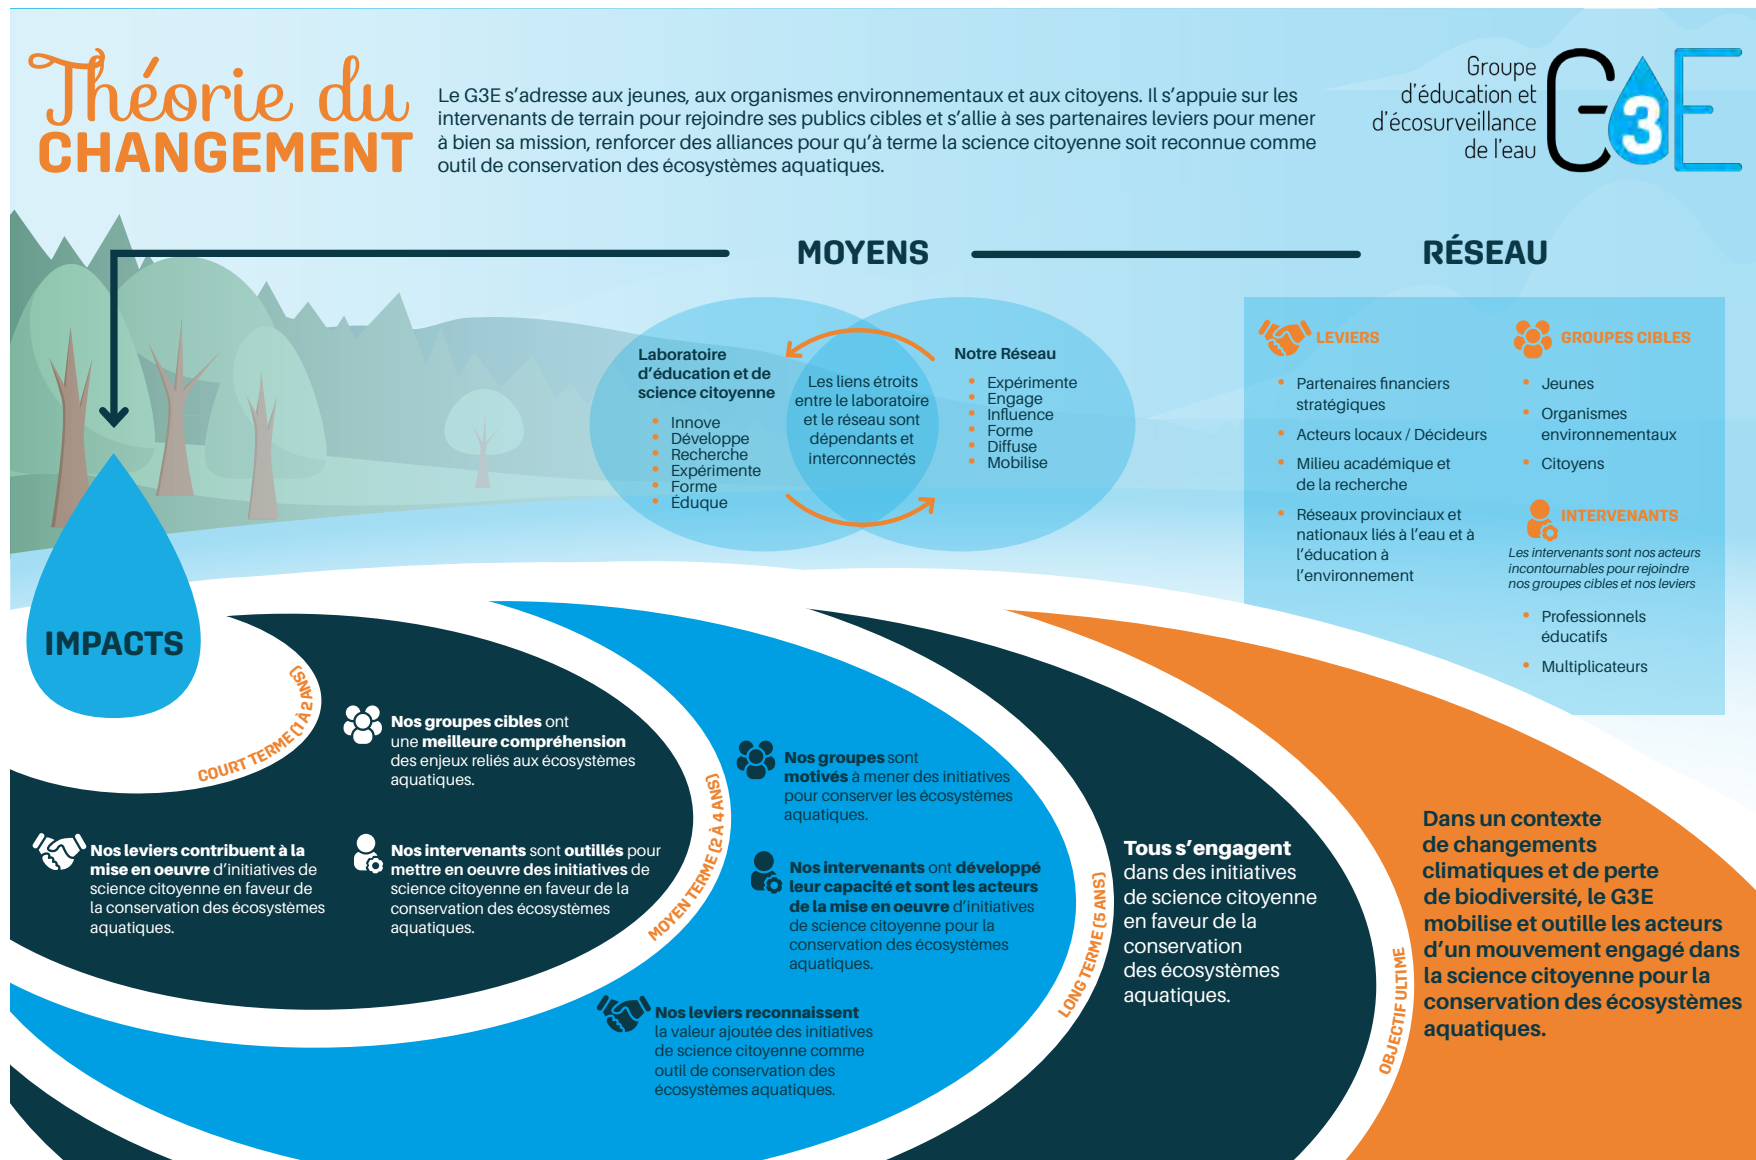 Théorie du
CHANGEMENT
Le G3E s’adresse aux jeunes, aux organismes environnementaux et aux citoyens. Il s’appuie sur les
intervenants de terrain pour rejoindre ses publics cibles et s’allie à ses partenaires leviers pour mener
à bien sa mission, renforcer des alliances pour qu’à terme la science citoyenne soit reconnue comme
outil de conservation des écosystèmes aquatiques.
Groupe
d’éducation et
d’écosurveillance
de l’eau
G3E
MOYENS
RÉSEAU
Laboratoire
d’éducation et de
science citoyenne
• Innove
• Développe
• Recherche
• Expérimente
• Forme
• Éduque
Les liens étroits
entre le laboratoire
et le réseau sont
dépendants et
interconnectés
Notre Réseau
• Expérimente
• Engage
• Influence
• Forme
• Diffuse
• Mobilise
LEVIERS
• Partenaires financiers
stratégiques
• Acteurs locaux / Décideurs
• Milieu académique et
de la recherche
• Réseaux provinciaux et
nationaux liés à l’eau et à
l’éducation à
l’environnement
GROUPES CIBLES
• Jeunes
• Organismes
environnementaux
• Citoyens
INTERVENANTS
Les intervenants sont nos acteurs
incontournables pour rejoindre
nos groupes cibles et nos leviers
• Professionnels
éducatifs
• Multiplicateurs
IMPACTS
COURT TERME (1 À 2 ANS)
Nos groupes cibles ont
une meilleure compréhension
des enjeux reliés aux écosystèmes
aquatiques.
Nos leviers contribuent à la
mise en oeuvre d’initiatives de
science citoyenne en faveur de
la conservation des écosystèmes
aquatiques.
Nos intervenants sont outillés pour
mettre en oeuvre des initiatives de
science citoyenne en faveur de la
conservation des écosystèmes
aquatiques.
MOYEN TERME (2 À 4 ANS)
Nos groupes sont
motivés à mener des initiatives
pour conserver les écosystèmes
aquatiques.
Nos intervenants ont développé
leur capacité et sont les acteurs
de la mise en oeuvre d’initiatives
de science citoyenne pour la
conservation des écosystèmes
aquatiques.
Nos leviers reconnaissent
la valeur ajoutée des initiatives
de science citoyenne comme
outil de conservation des
écosystèmes aquatiques.
LONG TERME (5 ANS)
Tous s’engagent
dans des initiatives
de science citoyenne
en faveur de la
conservation
des écosystèmes
aquatiques.
OBJECTIF ULTIME
Dans un contexte
de changements
climatiques et de perte
de biodiversité, le G3E
mobilise et outille les acteurs
d’un mouvement engagé dans
la science citoyenne pour la
conservation des écosystèmes
aquatiques.